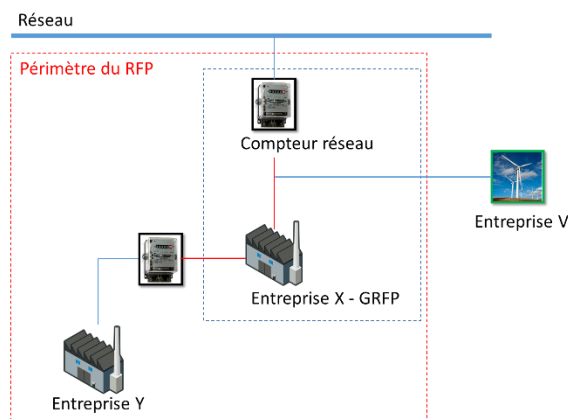 Réseau
Périmètre du RFP
Compteur réseau
Entreprise V
Entreprise X - GRFP
Entreprise Y